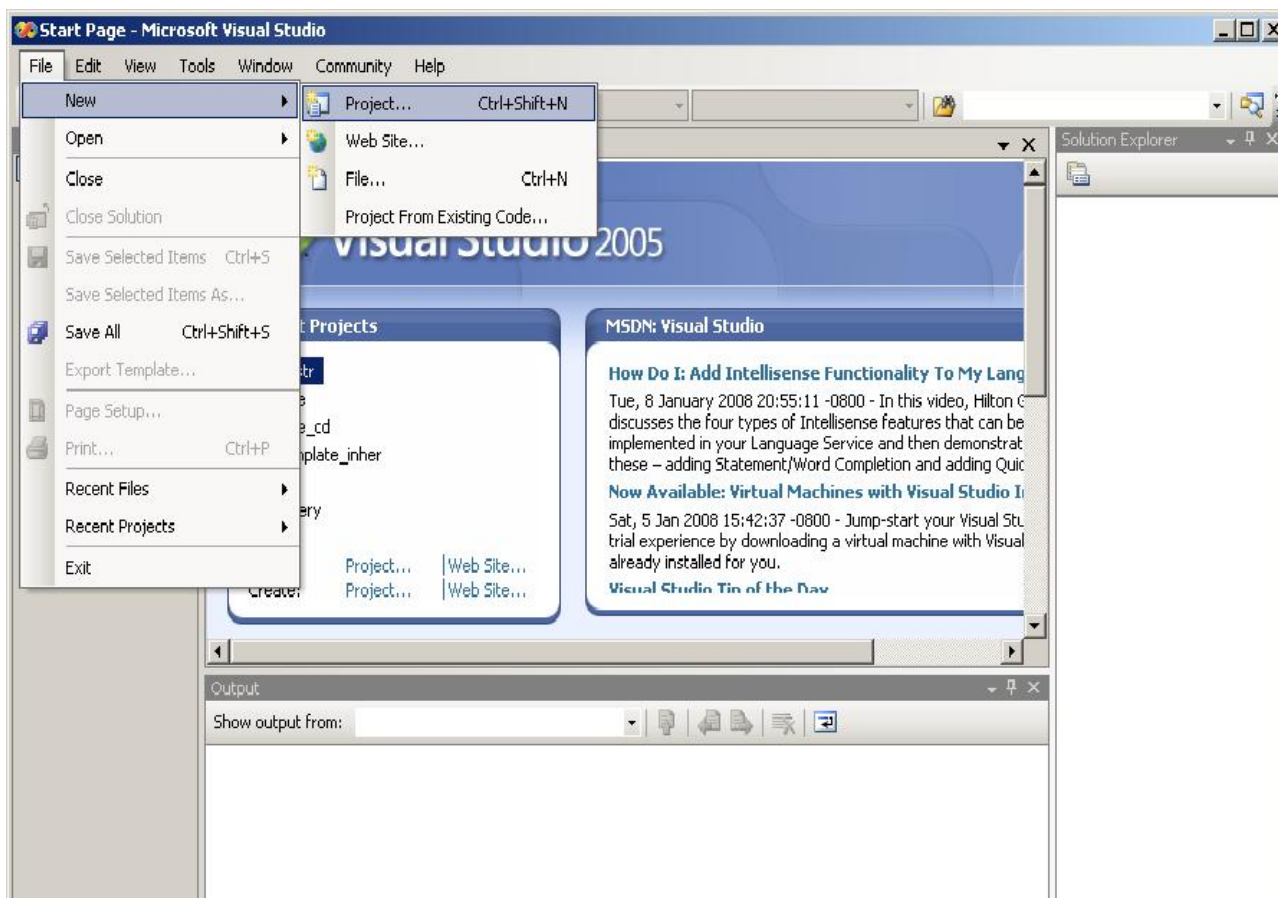 Start Page - Microsoft Visual Studio
File Edit View Tools Window Community Help
New
Project... Ctrl+Shift+N
Open
Web Site...
Close
File... Ctrl+N
Close Solution
Project From Existing Code...
Save Selected Items Ctrl+S
Save Selected Items As...
Save All Ctrl+Shift+S
Export Template...
Page Setup...
Print... Ctrl+P
Recent Files
Recent Projects
Exit
Solution Explorer
Visual Studio 2005
Projects
MSDN: Visual Studio
How Do I: Add Intellisense Functionality To My Lang
Tue, 8 January 2008 20:55:11 -0800 - In this video, Hilton
discusses the four types of Intellisense features that can be
implemented in your Language Service and then demonstrat
these – adding Statement/Word Completion and adding Quic
Now Available: Virtual Machines with Visual Studio
Sat, 5 Jan 2008 15:42:37 -0800 - Jump-start your Visual Stu
trial experience by downloading a virtual machine with Visual
already installed for you.
Visual Studio Tip of the Day
Project... Web Site...
Create: Project... Web Site...
Output
Show output from: